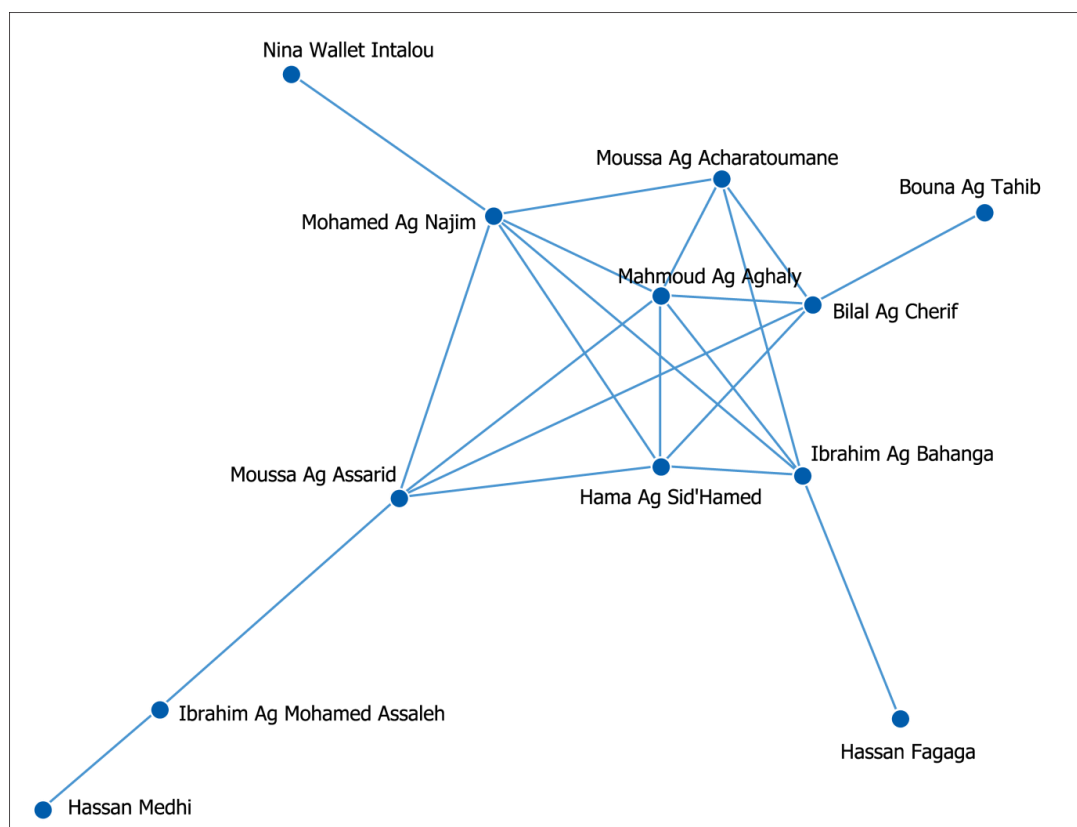 Nina Wallet Intalou
Moussa Ag Acharatoumane
Bouna Ag Tahib
Mohamed Ag Najim
Mahmoud Ag Aghaly
Bilal Ag Cherif
Ibrahim Ag Bahanga
Moussa Ag Assarid
Hama Ag Sid'Hamed
Ibrahim Ag Mohamed Assaleh
Hassan Fagaga
Hassan Medhi